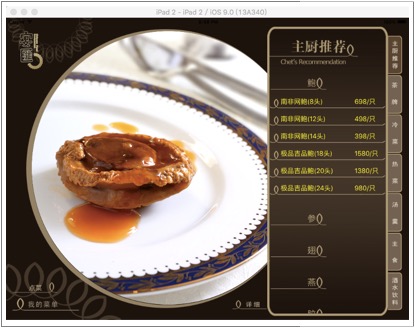 iPad 2 - iPad 2 / iOS 9.0 (13A340)
主厨推荐
Chef's Recommendation
鲍
南非网鲍(8头) 698/只
南非网鲍(12头) 498/只
南非网鲍(14头) 398/只
极品吉品鲍(18头) 1580/只
极品吉品鲍(20头) 1380/只
极品吉品鲍(24头) 980/只
参
翅
燕
主厨推荐
茶牌
冷菜
热菜
汤羹
主食
酒水饮料
点菜
我的菜单
详细